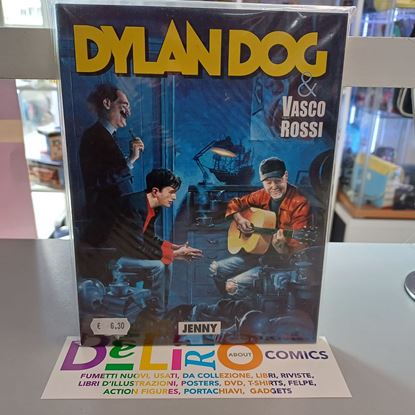 DYLAN DOG
&
VASCO
ROSSI
JENNY
€ 6.30
DELIRO ABOUT COMICS
FUMETTI NUOVI, USATI, DA COLLEZIONE, LIBRI, RIVISTE,
LIBRI D'ILLUSTRAZIONI, POSTERS, DVD, T-SHIRTS, FELPE,
ACTION FIGURES, PORTACHIAVI, GADGETS